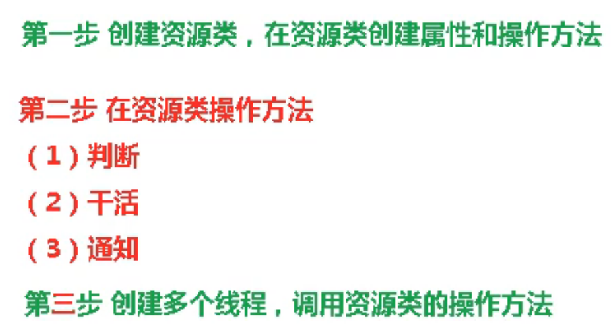 第一步 创建资源类，在资源类创建属性和操作方法
第二步 在资源类操作方法
（1）判断
（2）干活
（3）通知
第三步 创建多个线程，调用资源类的操作方法